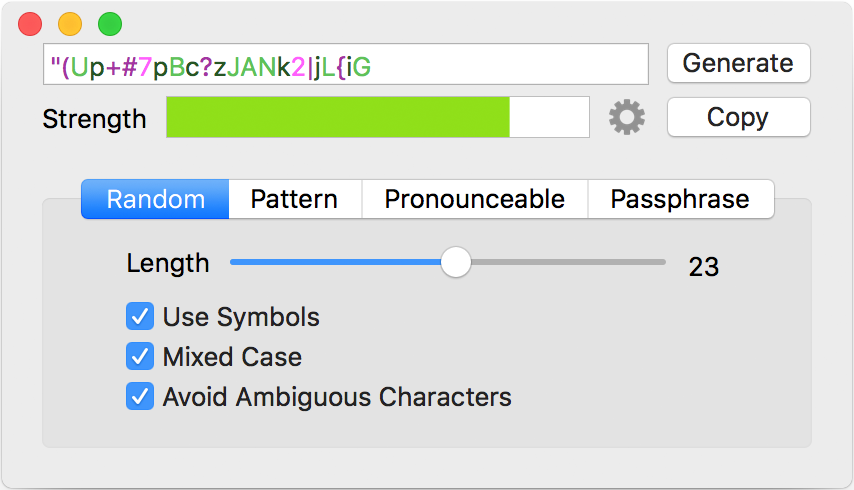 "(Up+#7pBc?zJANk2|jL{iG Generate
Strength Copy
Random Pattern Pronounceable Passphrase
Length 23
Use Symbols
Mixed Case
Avoid Ambiguous Characters